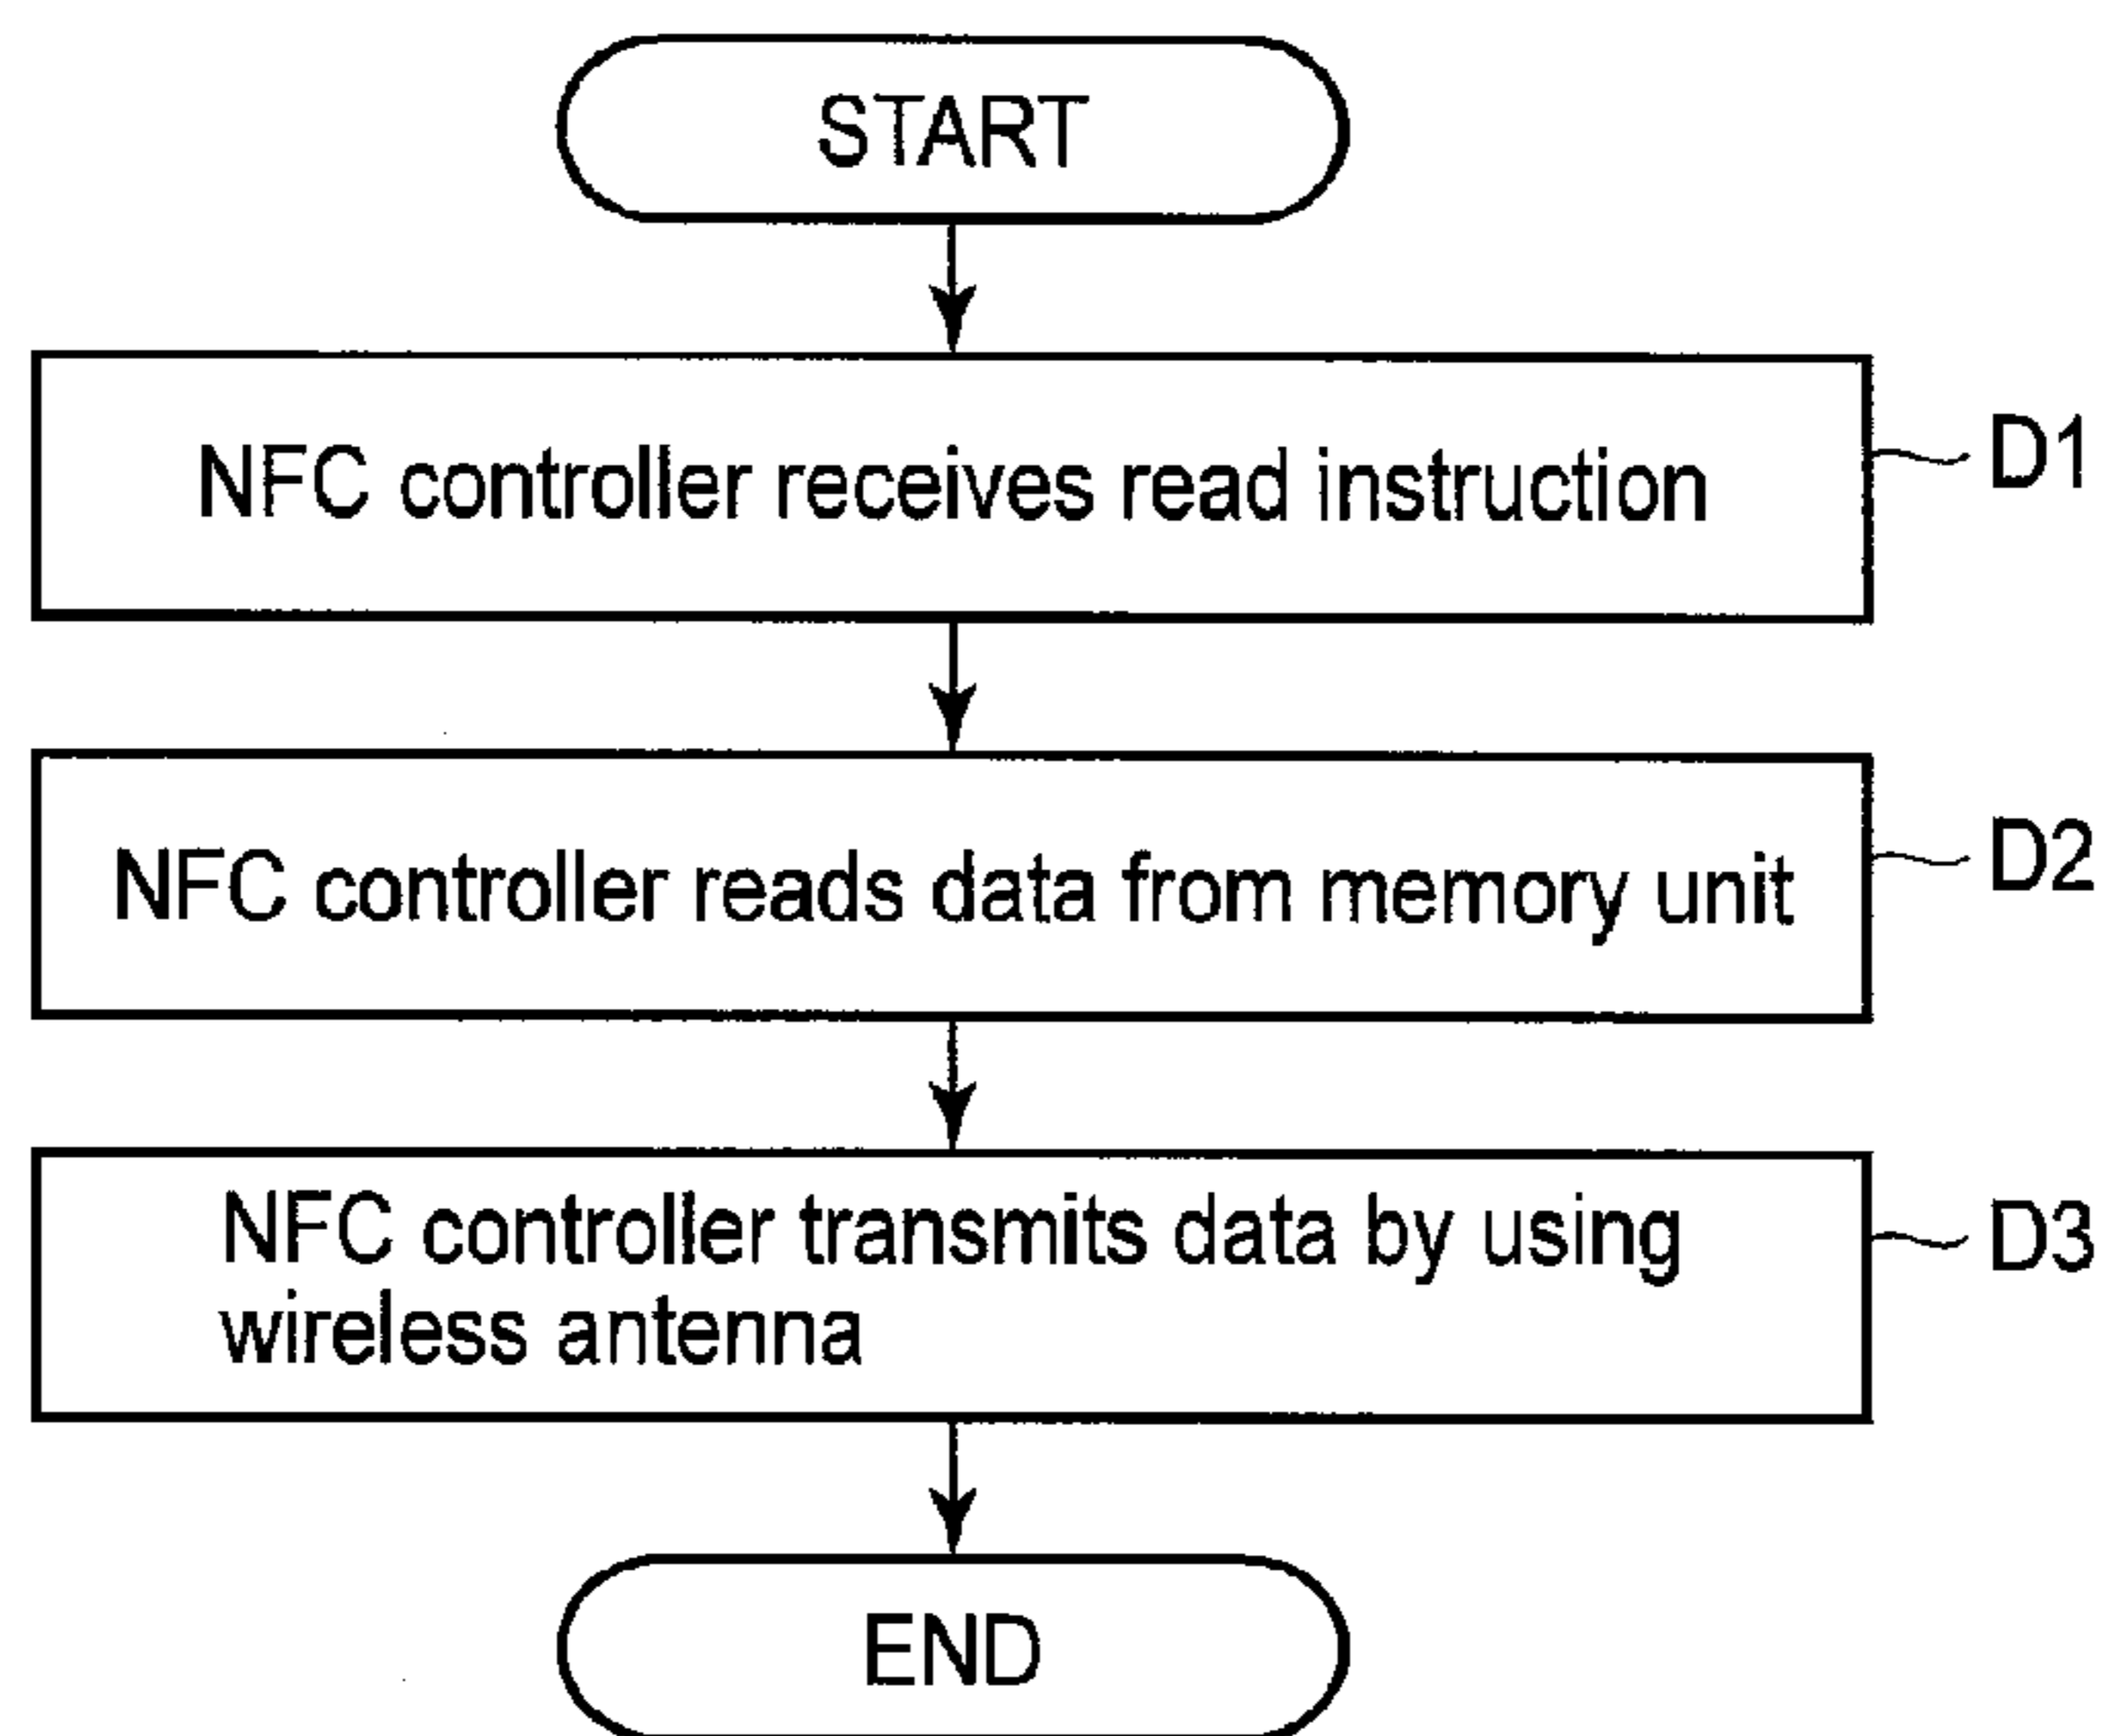 START
NFC controller receives read instruction
D1
NFC controller reads data from memory unit
D2
NFC controller transmits data by using
wireless antenna
D3
END